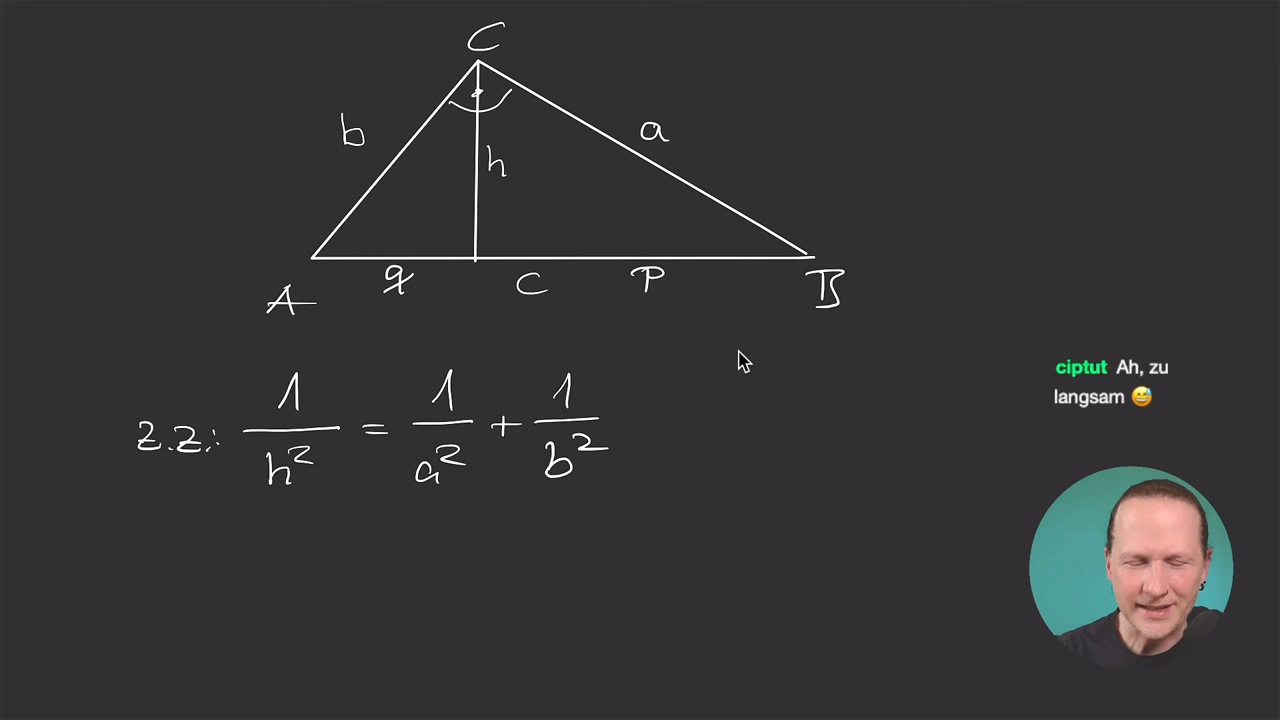 C
b
a
h
A
q
c
p
B
z.z.: 1/h² = 1/a² + 1/b²
ciptut Ah, zu
langsam 😅